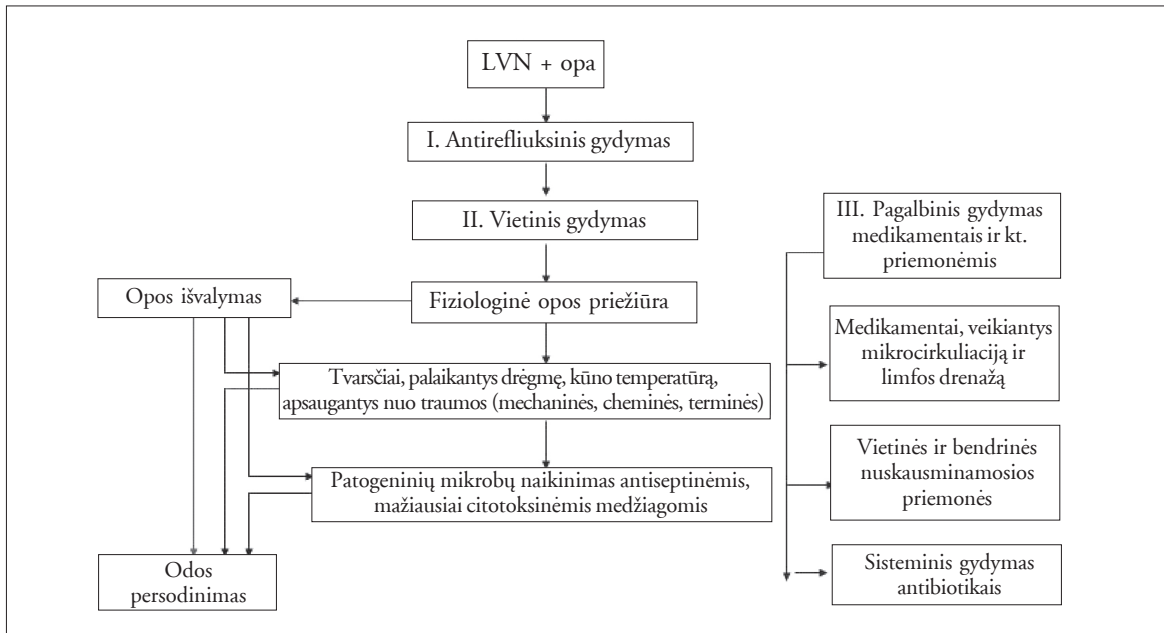 LVN + opa
I. Antirefliuksinis gydymas
II. Vietinis gydymas
III. Pagalbinis gydymas
medikamentais ir kt.
priemonėmis
Opos išvalymas
Fiziologinė opos priežiūra
Medikamentai, veikiantys
mikrocirkuliaciją ir
limfos drenažą
Tvarsčiai, palaikantys drėgmę, kūno temperatūrą,
apsaugantys nuo traumos (mechaninės, cheminės, terminės)
Vietinės ir bendrinės
nuskausminamosios
priemonės
Patogeninių mikrobų naikinimas antiseptinėmis,
mažiausiai citotoksinėmis medžiagomis
Odos
persodinimas
Sisteminis gydymas
antibiotikais